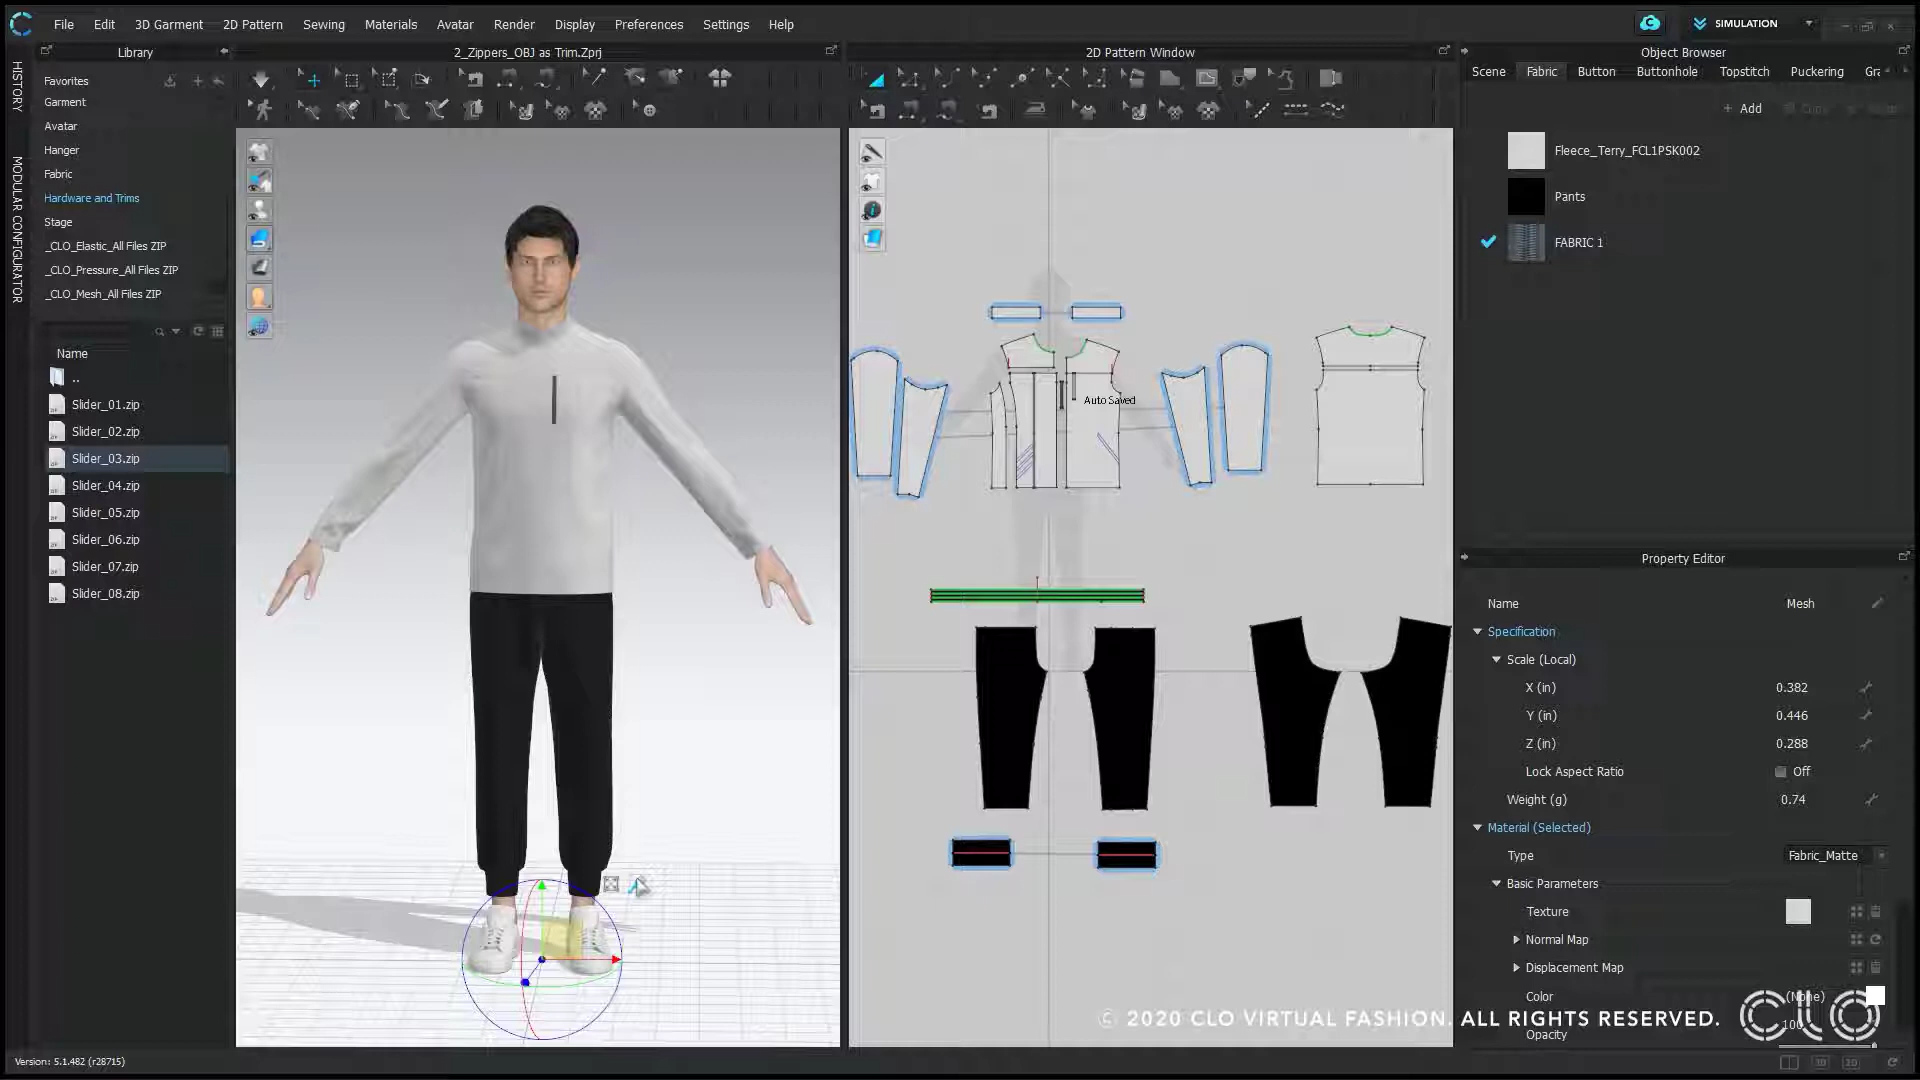 File Edit 3D Garment 2D Pattern Sewing Materials Avatar Render Display Preferences Settings Help
SIMULATION
Library
2_Zippers_OBJ as Trim.Zprj
2D Pattern Window
Object Browser
HISTORY
MODULAR CONFIGURATOR
Favorites
Garment
Avatar
Hanger
Fabric
Hardware and Trims
Stage
_CLO_Elastic_All Files ZIP
_CLO_Pressure_All Files ZIP
_CLO_Mesh_All Files ZIP
Name
..
Slider_01.zip
Slider_02.zip
Slider_03.zip
Slider_04.zip
Slider_05.zip
Slider_06.zip
Slider_07.zip
Slider_08.zip
Auto Saved
Scene Fabric Button Buttonhole Topstitch Puckering
+ Add
Fleece_Terry_FCL1PSK002
Pants
FABRIC 1
Property Editor
Name Mesh
Specification
Scale (Local)
X (in) 0.382
Y (in) 0.446
Z (in) 0.288
Lock Aspect Ratio Off
Weight (g) 0.74
Material (Selected)
Type Fabric_Matte
Basic Parameters
Texture
Normal Map
Displacement Map
Color (None)
Opacity 100
© 2020 CLO VIRTUAL FASHION. ALL RIGHTS RESERVED.
CLO
Version: 5.1.482 (r28715)